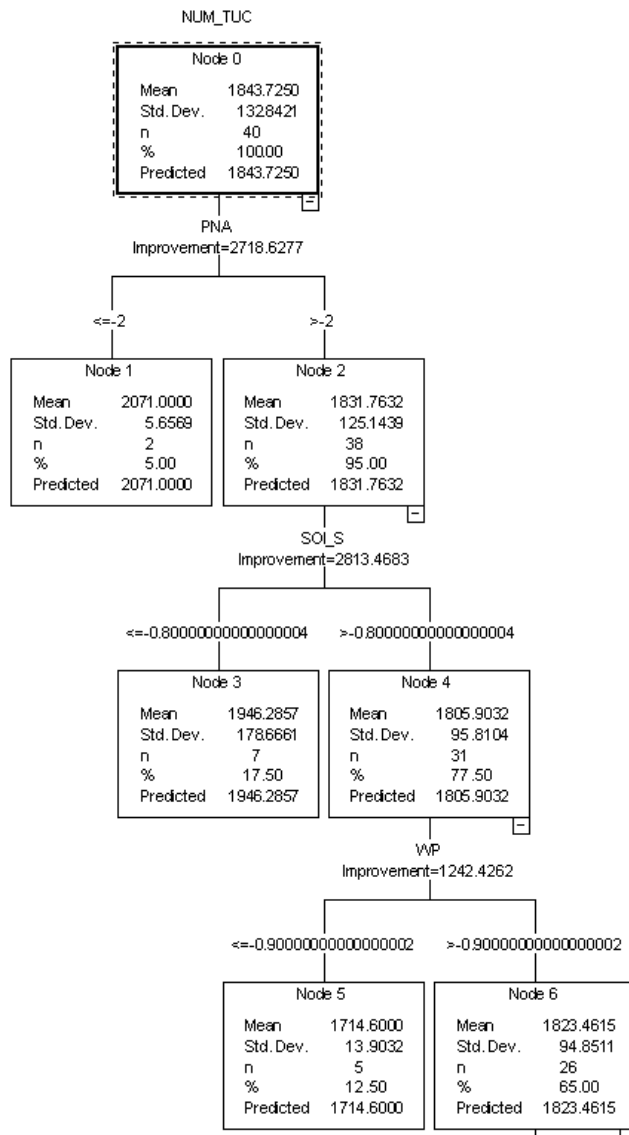 NUM_TUC
Node 0
Mean 1843.7250
Std. Dev. 132.8421
n 40
% 100.00
Predicted 1843.7250
PNA
Improvement=2718.6277
<=-2
>-2
Node 1
Mean 2071.0000
Std. Dev. 5.6569
n 2
% 5.00
Predicted 2071.0000
Node 2
Mean 1831.7632
Std. Dev. 125.1439
n 38
% 95.00
Predicted 1831.7632
SOI_S
Improvement=2813.4683
<=-0.80000000000000004
>-0.80000000000000004
Node 3
Mean 1946.2857
Std. Dev. 178.6661
n 7
% 17.50
Predicted 1946.2857
Node 4
Mean 1805.9032
Std. Dev. 95.8104
n 31
% 77.50
Predicted 1805.9032
WP
Improvement=1242.4262
<=-0.90000000000000002
>-0.90000000000000002
Node 5
Mean 1714.6000
Std. Dev. 13.9032
n 5
% 12.50
Predicted 1714.6000
Node 6
Mean 1823.4615
Std. Dev. 94.8511
n 26
% 65.00
Predicted 1823.4615